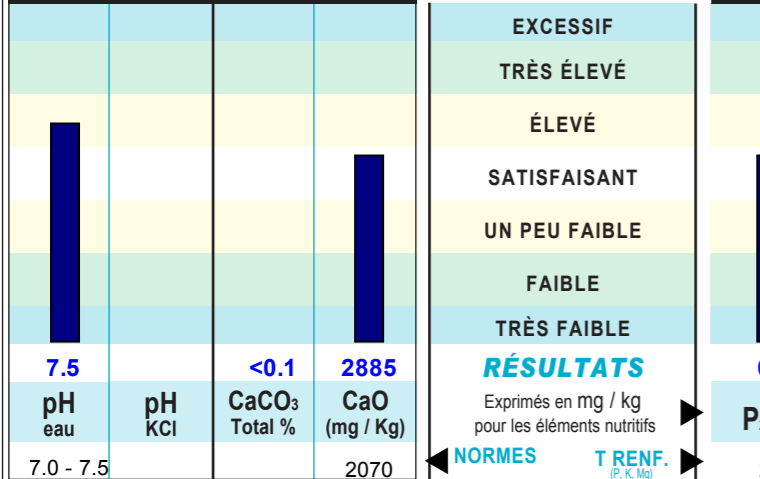 EXCESSIF
TRÈS ÉLEVÉ
ÉLEVÉ
SATISFAISANT
UN PEU FAIBLE
FAIBLE
TRÈS FAIBLE
7.5 <0.1 2885 RÉSULTATS
pH eau
pH KCl
CaCO₃ Total %
CaO (mg / Kg)
Exprimés en mg / kg
pour les éléments nutritifs
7.0 - 7.5 2070 NORMES T RENF.
(P, K, Mg)